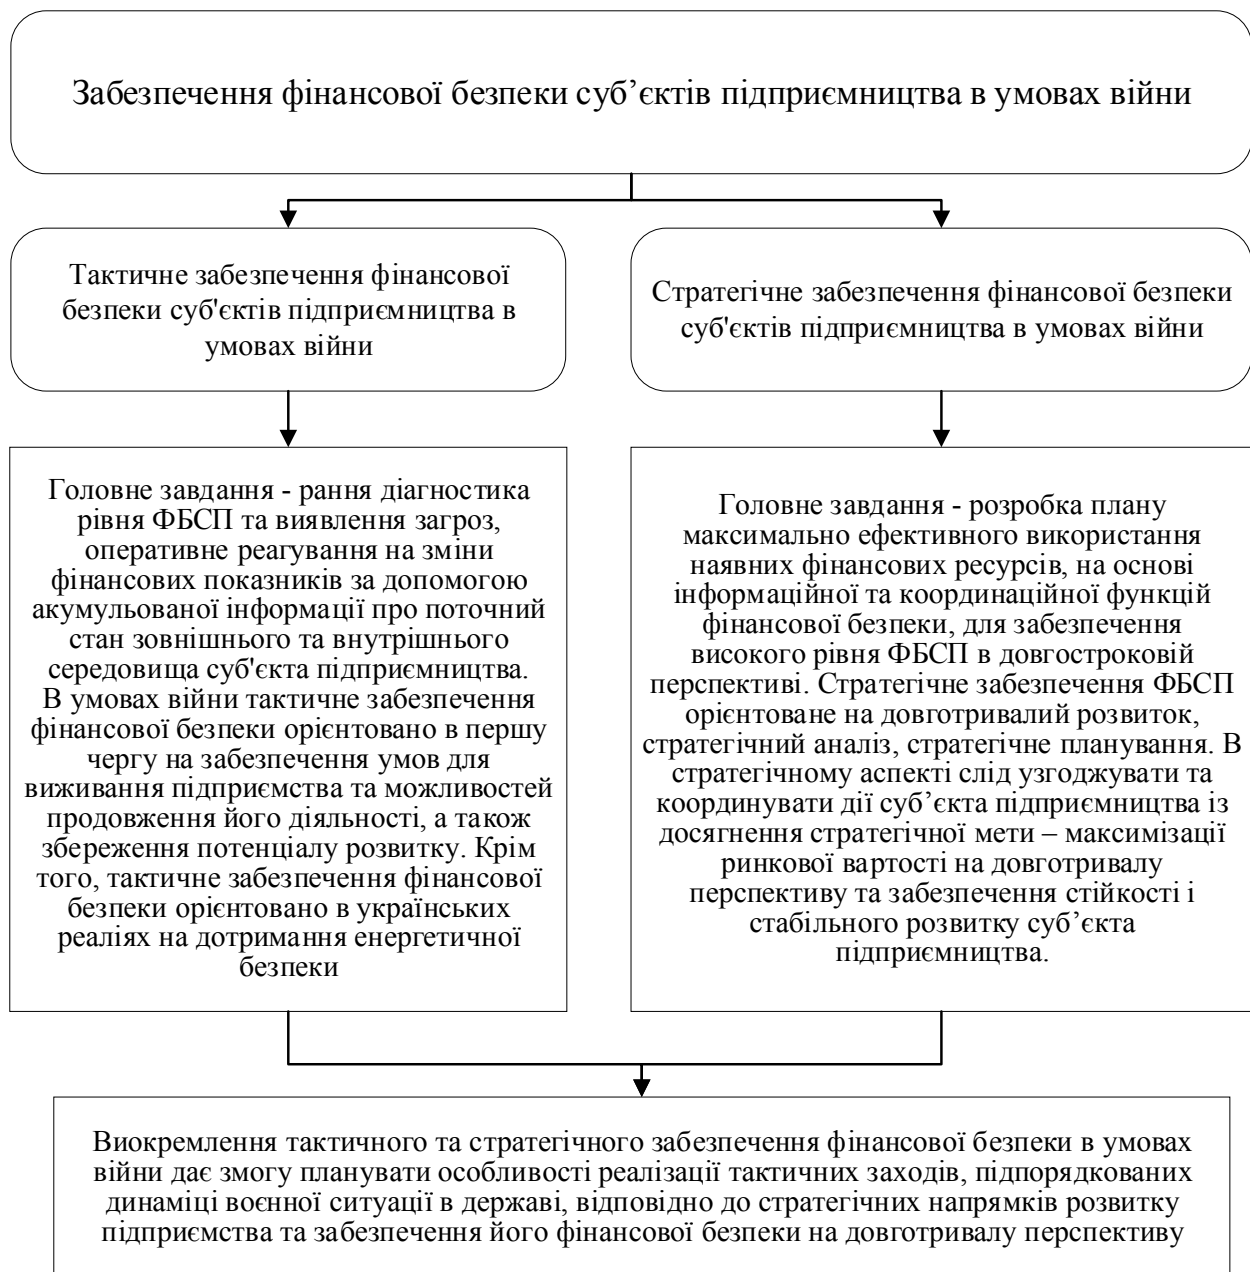 Забезпечення фінансової безпеки суб’єктів підприємництва в умовах війни
Тактичне забезпечення фінансової
безпеки суб'єктів підприємництва в
умовах війни
Стратегічне забезпечення фінансової безпеки
суб'єктів підприємництва в умовах війни
Головне завдання - рання діагностика
рівня ФБСП та виявлення загроз,
оперативне реагування на зміни
фінансових показників за допомогою
акумульованої інформації про поточний
стан зовнішнього та внутрішнього
середовища суб'єкта підприємництва.
В умовах війни тактичне забезпечення
фінансової безпеки орієнтовано в першу
чергу на забезпечення умов для
виживання підприємства та можливостей
продовження його діяльності, а також
збереження потенціалу розвитку. Крім
того, тактичне забезпечення фінансової
безпеки орієнтовано в українських
реаліях на дотримання енергетичної
безпеки
Головне завдання - розробка плану
максимально ефективного використання
наявних фінансових ресурсів, на основі
інформаційної та координаційної функцій
фінансової безпеки, для забезпечення
високого рівня ФБСП в довгостроковій
перспективі. Стратегічне забезпечення ФБСП
орієнтоване на довготривалий розвиток,
стратегічний аналіз, стратегічне планування. В
стратегічному аспекті слід узгоджувати та
координувати дії суб’єкта підприємництва із
досягнення стратегічної мети – максимізації
ринкової вартості на довготривалу
перспективу та забезпечення стійкості і
стабільного розвитку суб’єкта
підприємництва.
Виокремлення тактичного та стратегічного забезпечення фінансової безпеки в умовах
війни дає змогу планувати особливості реалізації тактичних заходів, підпорядкованих
динаміці воєнної ситуації в державі, відповідно до стратегічних напрямків розвитку
підприємства та забезпечення його фінансової безпеки на довготривалу перспективу